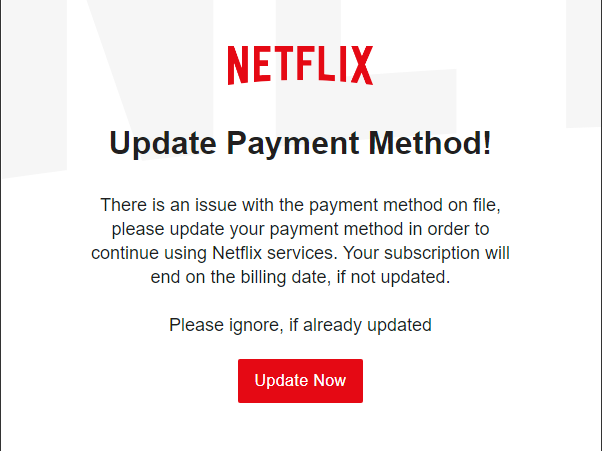 NETFLIX
Update Payment Method!
There is an issue with the payment method on file,
please update your payment method in order to
continue using Netflix services. Your subscription will
end on the billing date, if not updated.
Please ignore, if already updated
Update Now